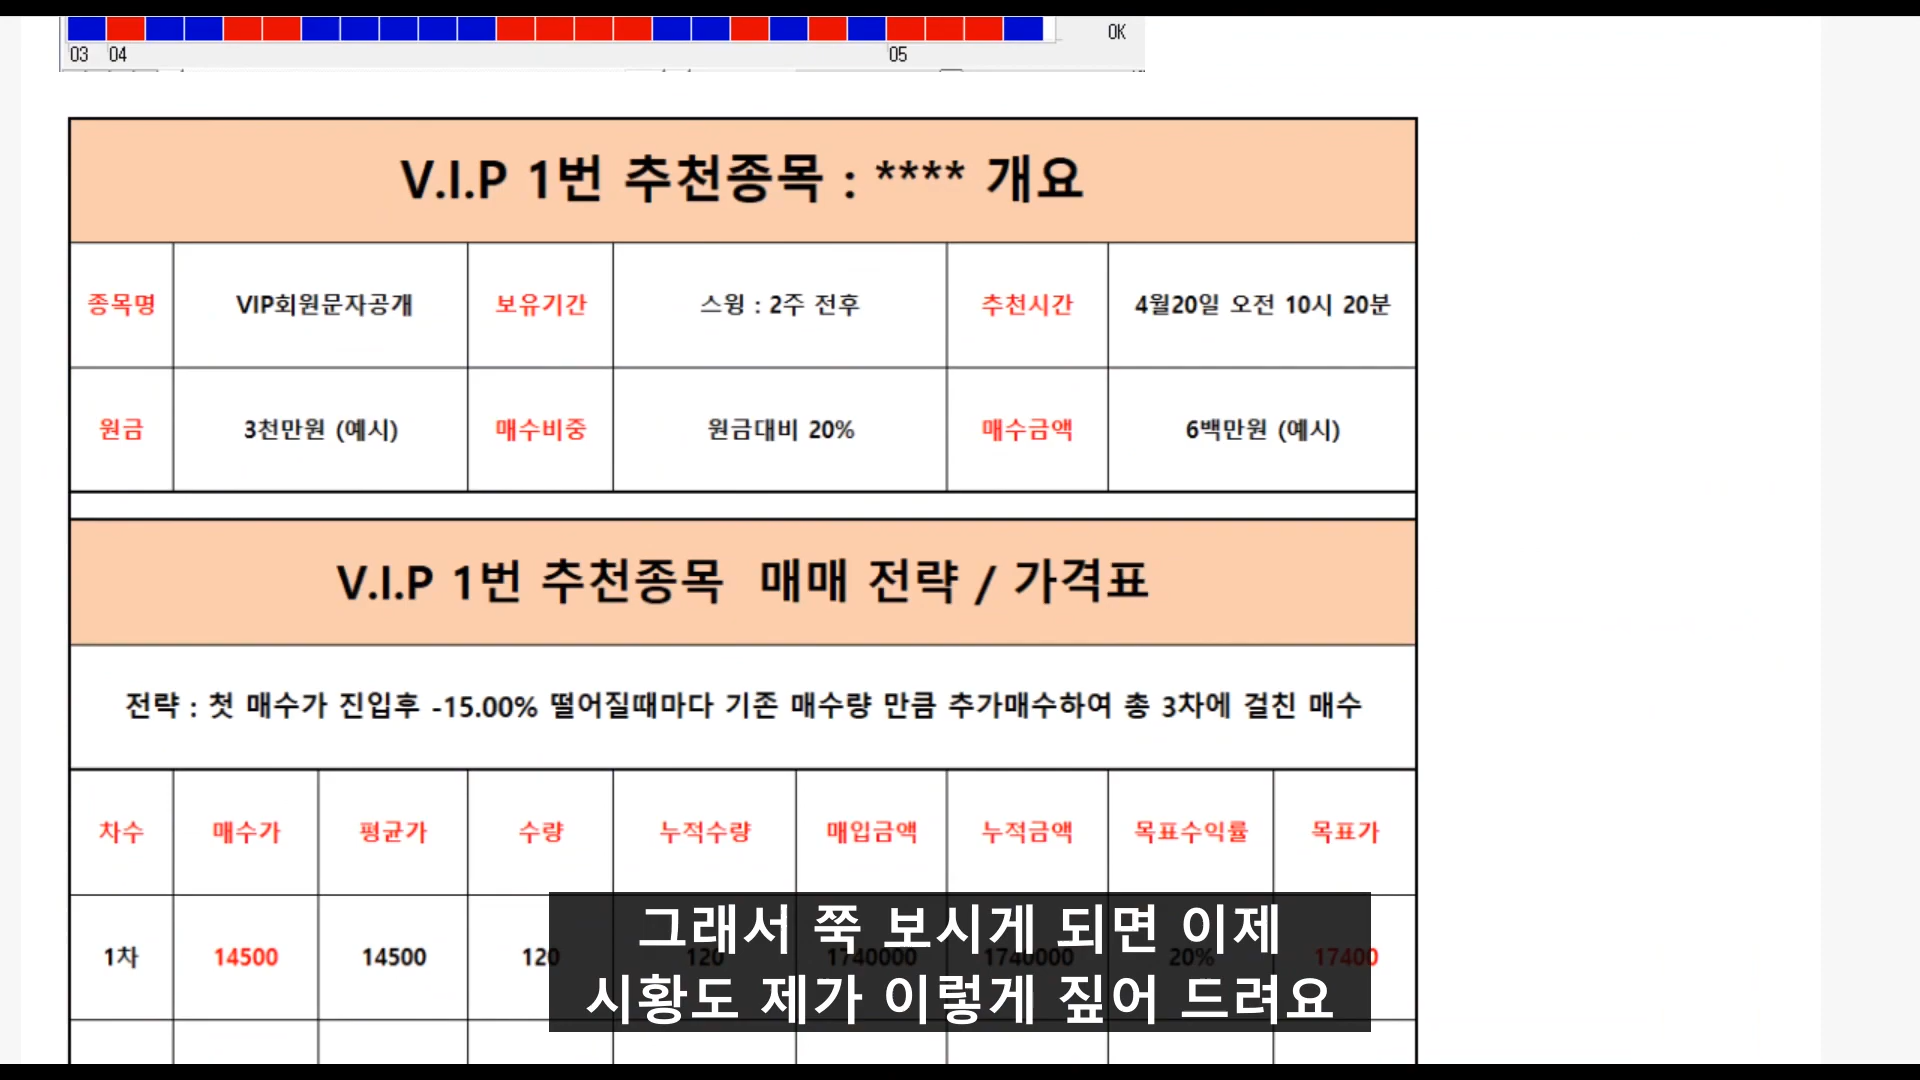 OK
03 04 05
V.I.P 1번 추천종목 : **** 개요
종목명 VIP회원문자공개 보유기간 스윙 : 2주 전후 추천시간 4월20일 오전 10시 20분
원금 3천만원 (예시) 매수비중 원금대비 20% 매수금액 6백만원 (예시)
V.I.P 1번 추천종목 매매 전략 / 가격표
전략 : 첫 매수가 진입후 -15.00% 떨어질때마다 기존 매수량 만큼 추가매수하여 총 3차에 걸친 매수
차수 매수가 평균가 수량 누적수량 매입금액 누적금액 목표수익률 목표가
1차 14500 14500 120 120 1740000 1740000 20% 17400
그래서 쭉 보시게 되면 이제
시황도 제가 이렇게 짚어 드려요